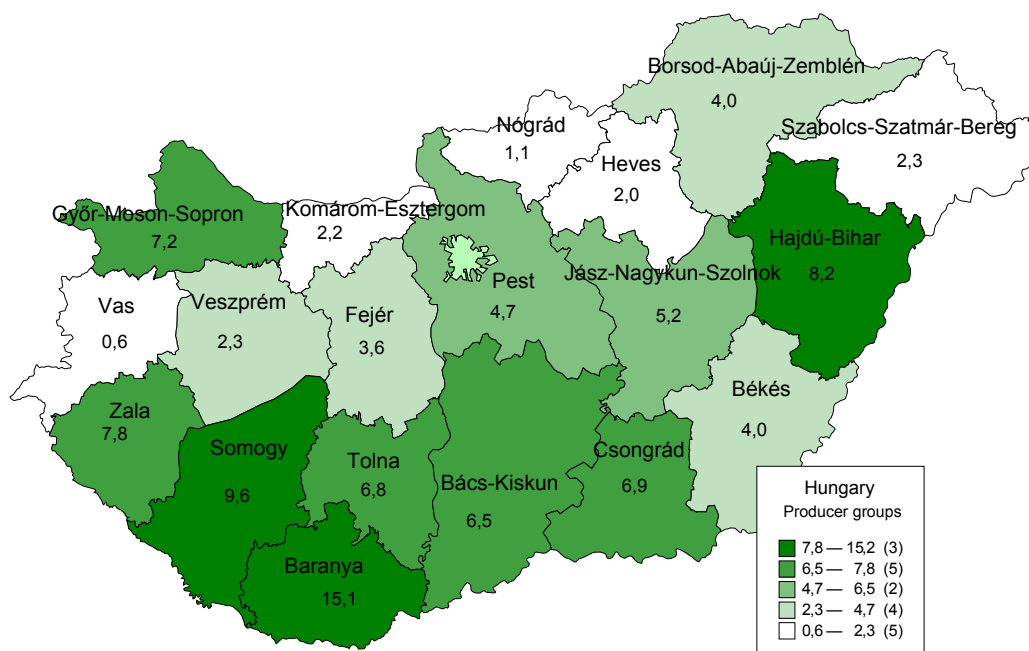 Borsod-Abaúj-Zemblén
4,0
Nógrád
1,1
Szabolcs-Szatmár-Bereg
2,3
Heves
2,0
Győr-Moson-Sopron
7,2
Komárom-Esztergom
2,2
Hajdú-Bihar
8,2
Jász-Nagykun-Szolnok
5,2
Pest
4,7
Vas
0,6
Veszprém
2,3
Fejér
3,6
Békés
4,0
Zala
7,8
Somogy
9,6
Tolna
6,8
Bács-Kiskun
6,5
Csongrád
6,9
Baranya
15,1
Hungary
Producer groups
7,8 — 15,2 (3)
6,5 — 7,8 (5)
4,7 — 6,5 (2)
2,3 — 4,7 (4)
0,6 — 2,3 (5)